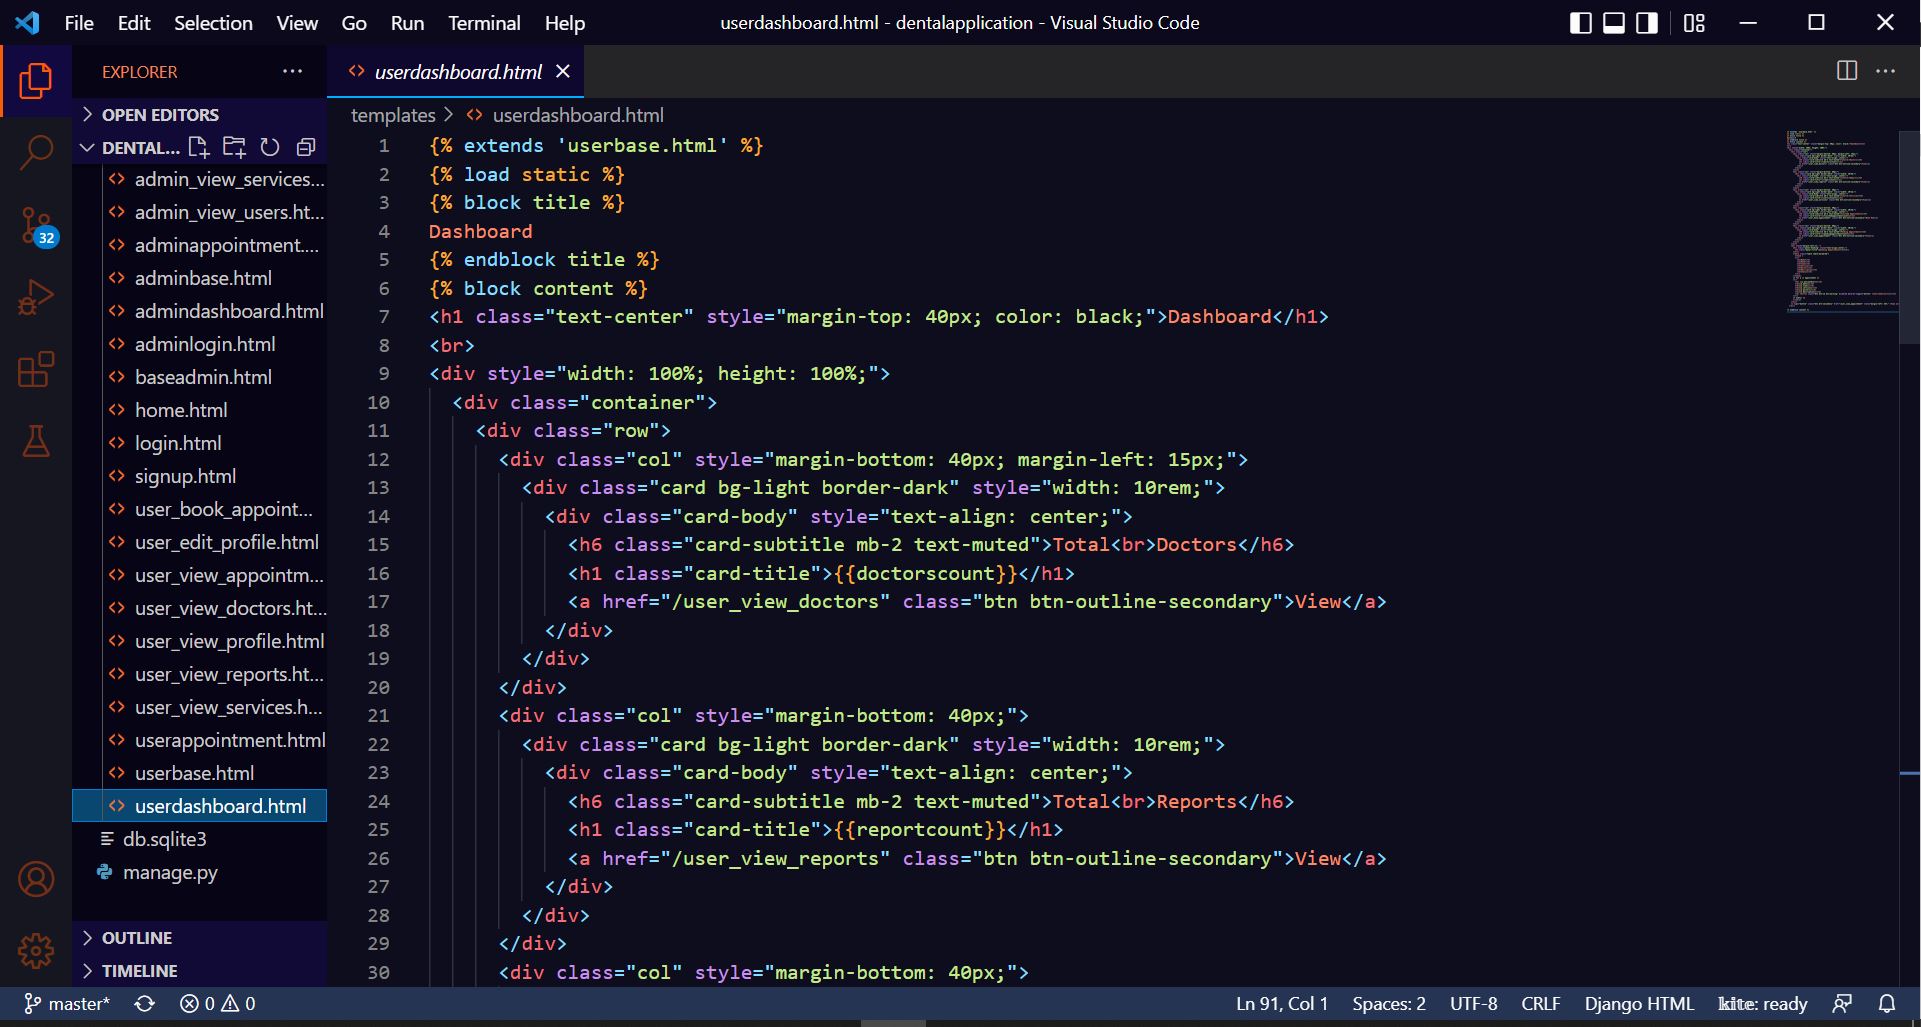 File Edit Selection View Go Run Terminal Help
userdashboard.html - dentalapplication - Visual Studio Code
EXPLORER
userdashboard.html
OPEN EDITORS
DENTAL...
admin_view_services...
admin_view_users.ht...
adminappointment....
adminbase.html
admindashboard.html
adminlogin.html
baseadmin.html
home.html
login.html
signup.html
user_book_appoint...
user_edit_profile.html
user_view_appointm...
user_view_doctors.ht...
user_view_profile.html
user_view_reports.ht...
user_view_services.h...
userappointment.html
userbase.html
userdashboard.html
db.sqlite3
manage.py
OUTLINE
TIMELINE
32
templates > userdashboard.html
1 {% extends 'userbase.html' %}
2 {% load static %}
3 {% block title %}
4 Dashboard
5 {% endblock title %}
6 {% block content %}
7 <h1 class="text-center" style="margin-top: 40px; color: black;">Dashboard</h1>
8 <br>
9 <div style="width: 100%; height: 100%;">
10 <div class="container">
11 <div class="row">
12 <div class="col" style="margin-bottom: 40px; margin-left: 15px;">
13 <div class="card bg-light border-dark" style="width: 10rem;">
14 <div class="card-body" style="text-align: center;">
15 <h6 class="card-subtitle mb-2 text-muted">Total<br>Doctors</h6>
16 <h1 class="card-title">{{doctorscount}}</h1>
17 <a href="/user_view_doctors" class="btn btn-outline-secondary">View</a>
18 </div>
19 </div>
20 </div>
21 <div class="col" style="margin-bottom: 40px;">
22 <div class="card bg-light border-dark" style="width: 10rem;">
23 <div class="card-body" style="text-align: center;">
24 <h6 class="card-subtitle mb-2 text-muted">Total<br>Reports</h6>
25 <h1 class="card-title">{{reportcount}}</h1>
26 <a href="/user_view_reports" class="btn btn-outline-secondary">View</a>
27 </div>
28 </div>
29 </div>
30 <div class="col" style="margin-bottom: 40px;">
master* 0 0 Ln 91, Col 1 Spaces: 2 UTF-8 CRLF Django HTML kite: ready